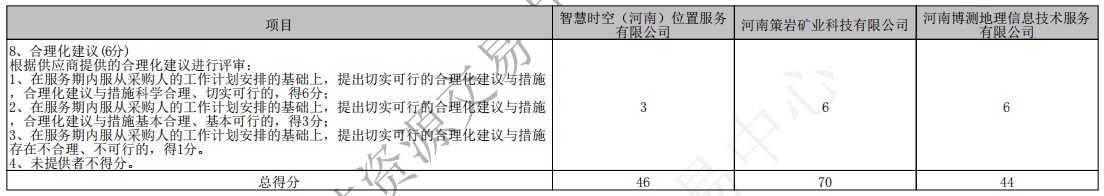 项目 智慧时空（河南）位置服务有限公司 河南策岩矿业科技有限公司 河南博测地理信息技术服务有限公司
8、合理化建议(6分)
根据供应商提供的合理化建议进行评审:
1、在服务期内服从采购人的工作计划安排的基础上，提出切实可行的合理化建议与措施
，合理化建议与措施科学合理、切实可行的，得6分；
2、在服务期内服从采购人的工作计划安排的基础上，提出切实可行的合理化建议与措施
，合理化建议与措施基本合理、基本可行的，得3分；
3、在服务期内服从采购人的工作计划安排的基础上，提出切实可行的合理化建议与措施
存在不合理、不可行的，得1分。
4、未提供者不得分。
3 6 6
总得分 46 70 44
资源交易
易中心